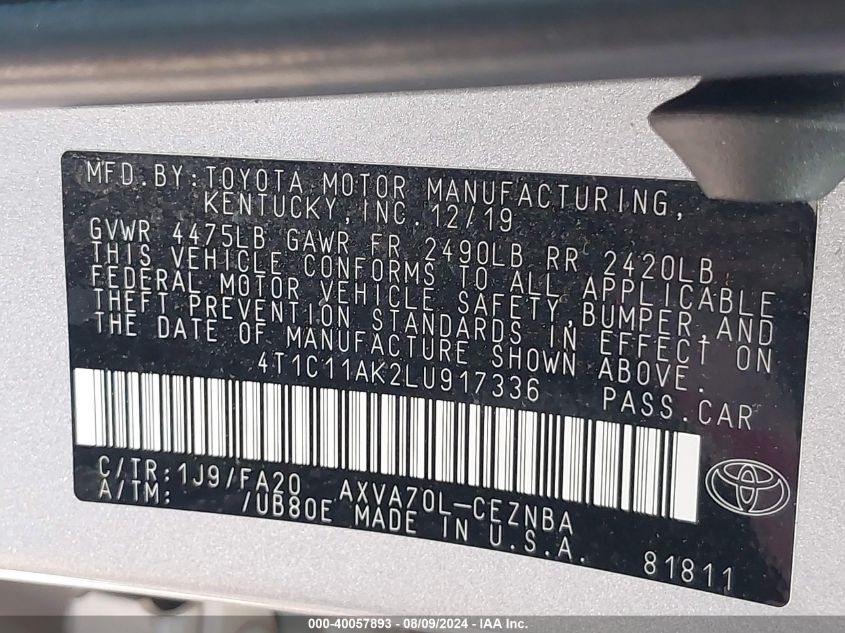 MFD.BY:TOYOTA MOTOR MANUFACTURING,
KENTUCKY,INC.12/19
GVWR 4475LB GAWR FR 2490LB RR 2420LB
THIS VEHICLE CONFORMS TO ALL APPLICABLE
FEDERAL MOTOR VEHICLE SAFETY,BUMPER,AND
THEFT PREVENTION STANDARDS IN EFFECT ON
THE DATE OF MANUFACTURE SHOWN ABOVE.
4T1C11AK2LU917336 PASS.CAR
C/TR:1J9/FA20 AXVA70L-CEZNBA
A/TM: /UB80E MADE IN U.S.A.
81811
000-40057893 - 08/09/2024 - IAA Inc.